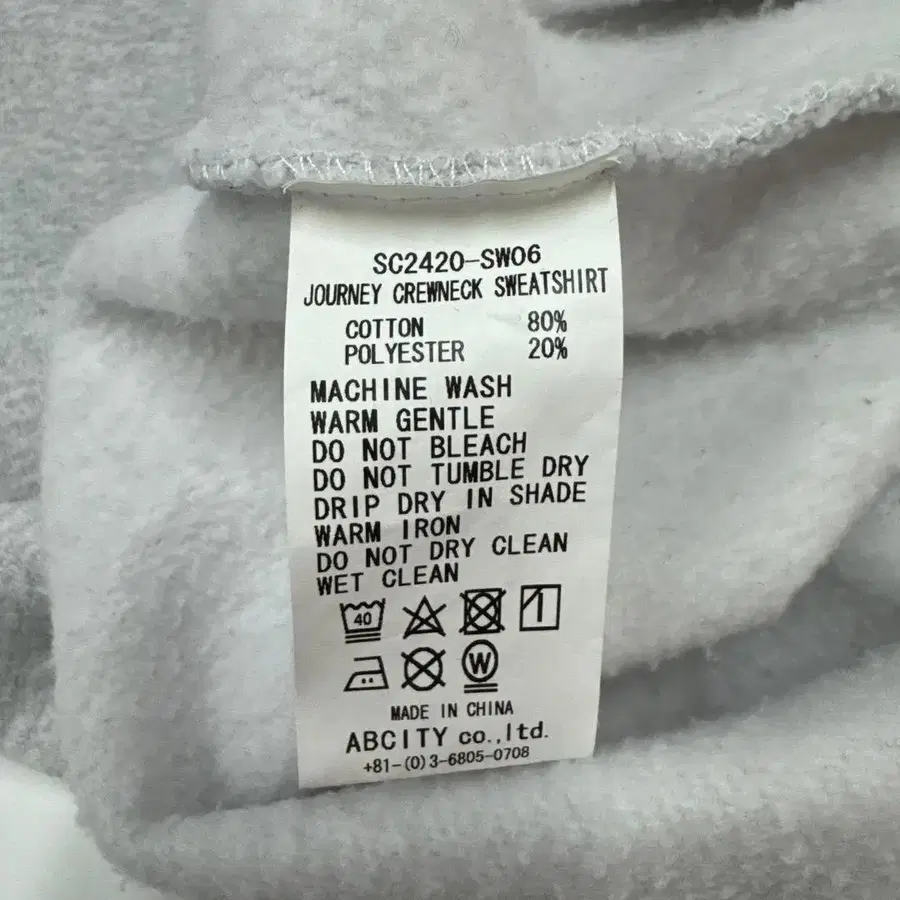 SC2420-SW06
JOURNEY CREWNECK SWEATSHIRT
COTTON 80%
POLYESTER 20%
MACHINE WASH
WARM GENTLE
DO NOT BLEACH
DO NOT TUMBLE DRY
DRIP DRY IN SHADE
WARM IRON
DO NOT DRY CLEAN
WET CLEAN
40
W
MADE IN CHINA
ABCITY co.,ltd.
+81-(0)3-6805-0708